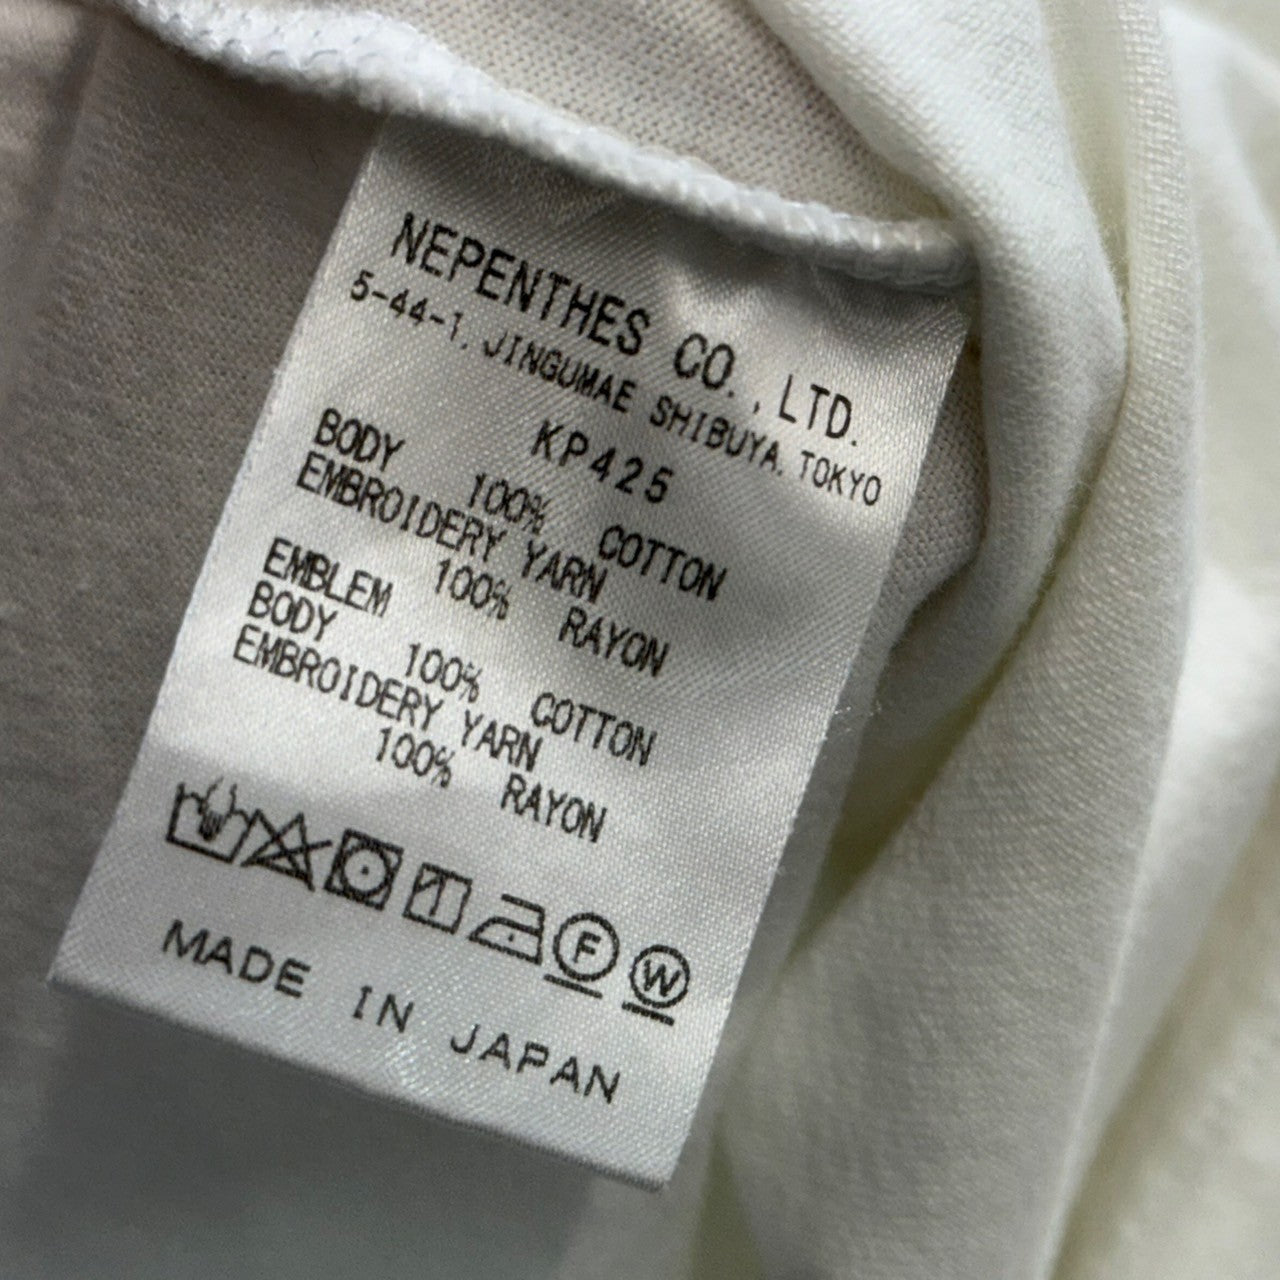 NEPENTHES CO., LTD.
5-44-1, JINGUMAE SHIBUYA, TOKYO
KP425
BODY
100% COTTON
EMBROIDERY YARN
100% RAYON
EMBLEM
BODY
100% COTTON
EMBROIDERY YARN
100% RAYON
F W
MADE IN JAPAN